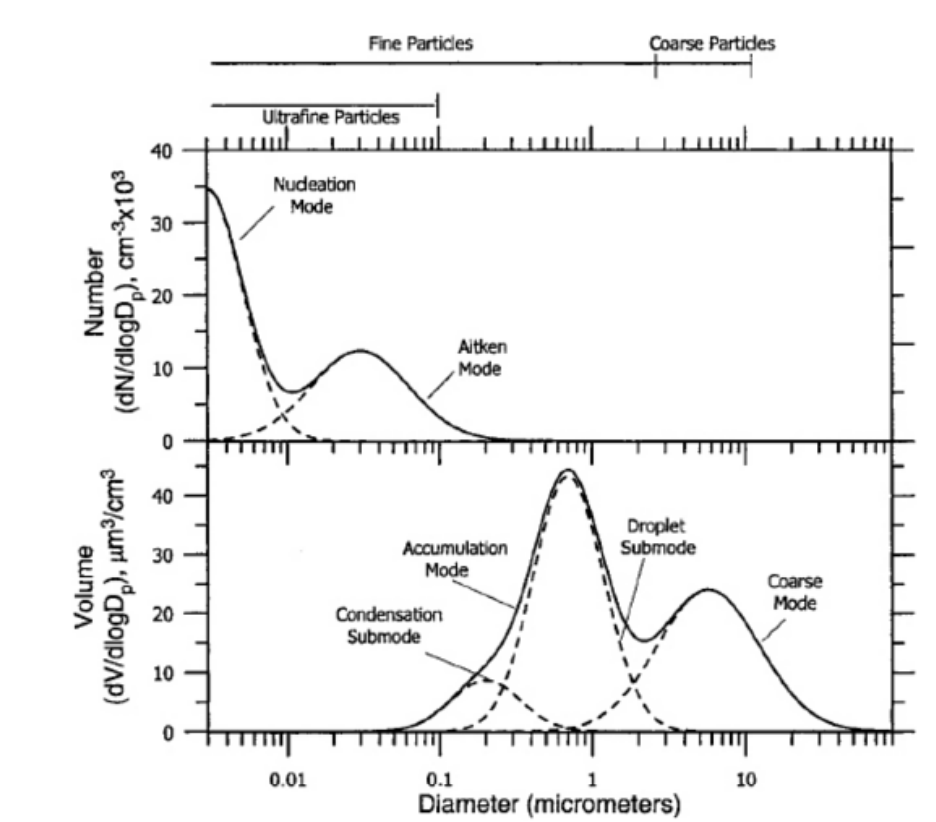 Fine Particles
Coarse Particles
Ultrafine Particles
40
30
20
10
0
Number
(dN/dlogDp), cm-3x103
Nucleation
Mode
Aitken
Mode
40
30
20
10
0
Volume
(dV/dlogDp), μm3/cm3
Accumulation
Mode
Droplet
Submode
Condensation
Submode
Coarse
Mode
0.01
0.1
1
10
Diameter (micrometers)